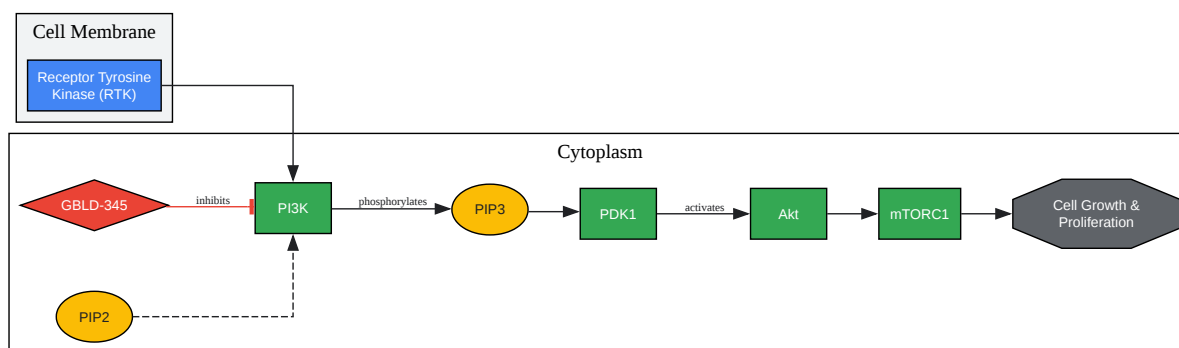 Cell Membrane
Receptor Tyrosine
Kinase (RTK)
Cytoplasm
GBLD-345
inhibits
PI3K
phosphorylates
PIP3
PDK1
activates
Akt
mTORC1
Cell Growth &
Proliferation
PIP2